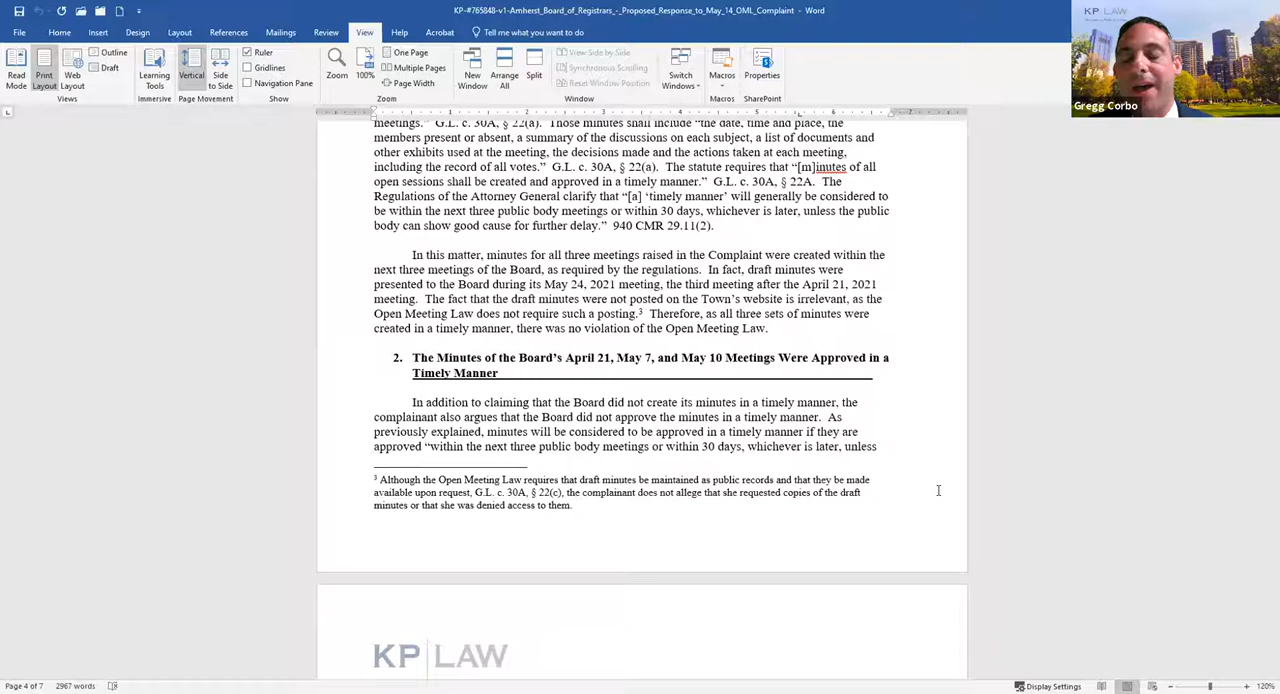 KP-#765848-v1-Amherst_Board_of_Registrars_-_Proposed_Response_to_May_14_OML_Complaint - Word
File Home Insert Design Layout References Mailings Review View Help Acrobat Tell me what you want to do
Read Mode
Print Layout
Web Layout
Outline
Draft
Views
Learning Tools
Immersive
Vertical
Side to Side
Page Movement
Ruler
Gridlines
Navigation Pane
Show
Zoom
100%
One Page
Multiple Pages
Page Width
Zoom
New Window
Arrange All
Split
View Side by Side
Synchronous Scrolling
Reset Window Position
Window
Switch Windows
Macros
Macros
Properties
SharePoint
KP LAW
Gregg Corbo
meetings.” G.L. c. 30A, § 22(a). Those minutes shall include “the date, time and place, the
members present or absent, a summary of the discussions on each subject, a list of documents and
other exhibits used at the meeting, the decisions made and the actions taken at each meeting,
including the record of all votes.” G.L. c. 30A, § 22(a). The statute requires that “[m]inutes of all
open sessions shall be created and approved in a timely manner.” G.L. c. 30A, § 22A. The
Regulations of the Attorney General clarify that “[a] ‘timely manner’ will generally be considered to
be within the next three public body meetings or within 30 days, whichever is later, unless the public
body can show good cause for further delay.” 940 CMR 29.11(2).
In this matter, minutes for all three meetings raised in the Complaint were created within the
next three meetings of the Board, as required by the regulations. In fact, draft minutes were
presented to the Board during its May 24, 2021 meeting, the third meeting after the April 21, 2021
meeting. The fact that the draft minutes were not posted on the Town’s website is irrelevant, as the
Open Meeting Law does not require such a posting.3 Therefore, as all three sets of minutes were
created in a timely manner, there was no violation of the Open Meeting Law.
2. The Minutes of the Board’s April 21, May 7, and May 10 Meetings Were Approved in a
Timely Manner
In addition to claiming that the Board did not create its minutes in a timely manner, the
complainant also argues that the Board did not approve the minutes in a timely manner. As
previously explained, minutes will be considered to be approved in a timely manner if they are
approved “within the next three public body meetings or within 30 days, whichever is later, unless
3 Although the Open Meeting Law requires that draft minutes be maintained as public records and that they be made
available upon request, G.L. c. 30A, § 22(c), the complainant does not allege that she requested copies of the draft
minutes or that she was denied access to them.
KP LAW
Page 4 of 7 2967 words Display Settings 120%